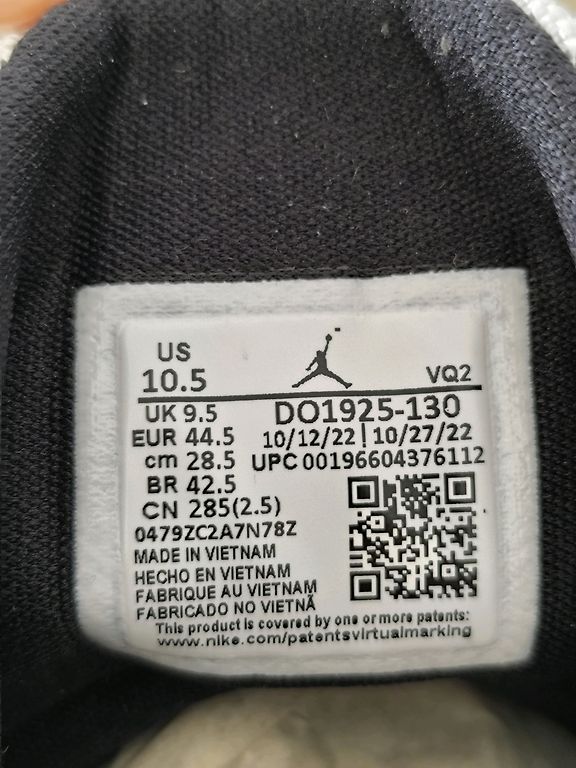 US
10.5
VQ2
UK 9.5
DO1925-130
EUR 44.5
10/12/22 | 10/27/22
cm 28.5
UPC 00196604376112
BR 42.5
CN 285(2.5)
0479ZC2A7N78Z
MADE IN VIETNAM
HECHO EN VIETNAM
FABRIQUE AU VIETNAM
FABRICADO NO VIETNÃ
This product is covered by one or more patents:
www.nike.com/patentsvirtualmarking